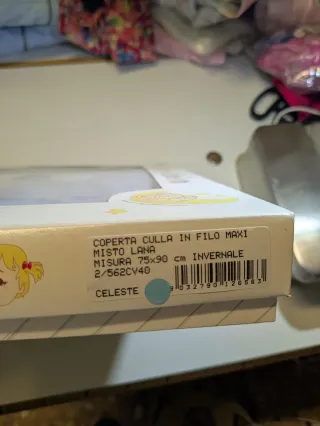 COPERTA CULLA IN FILO MAXI
MISTO LANA
MISURA 75x90 cm INVERNALE
2/562CV40
CELESTE